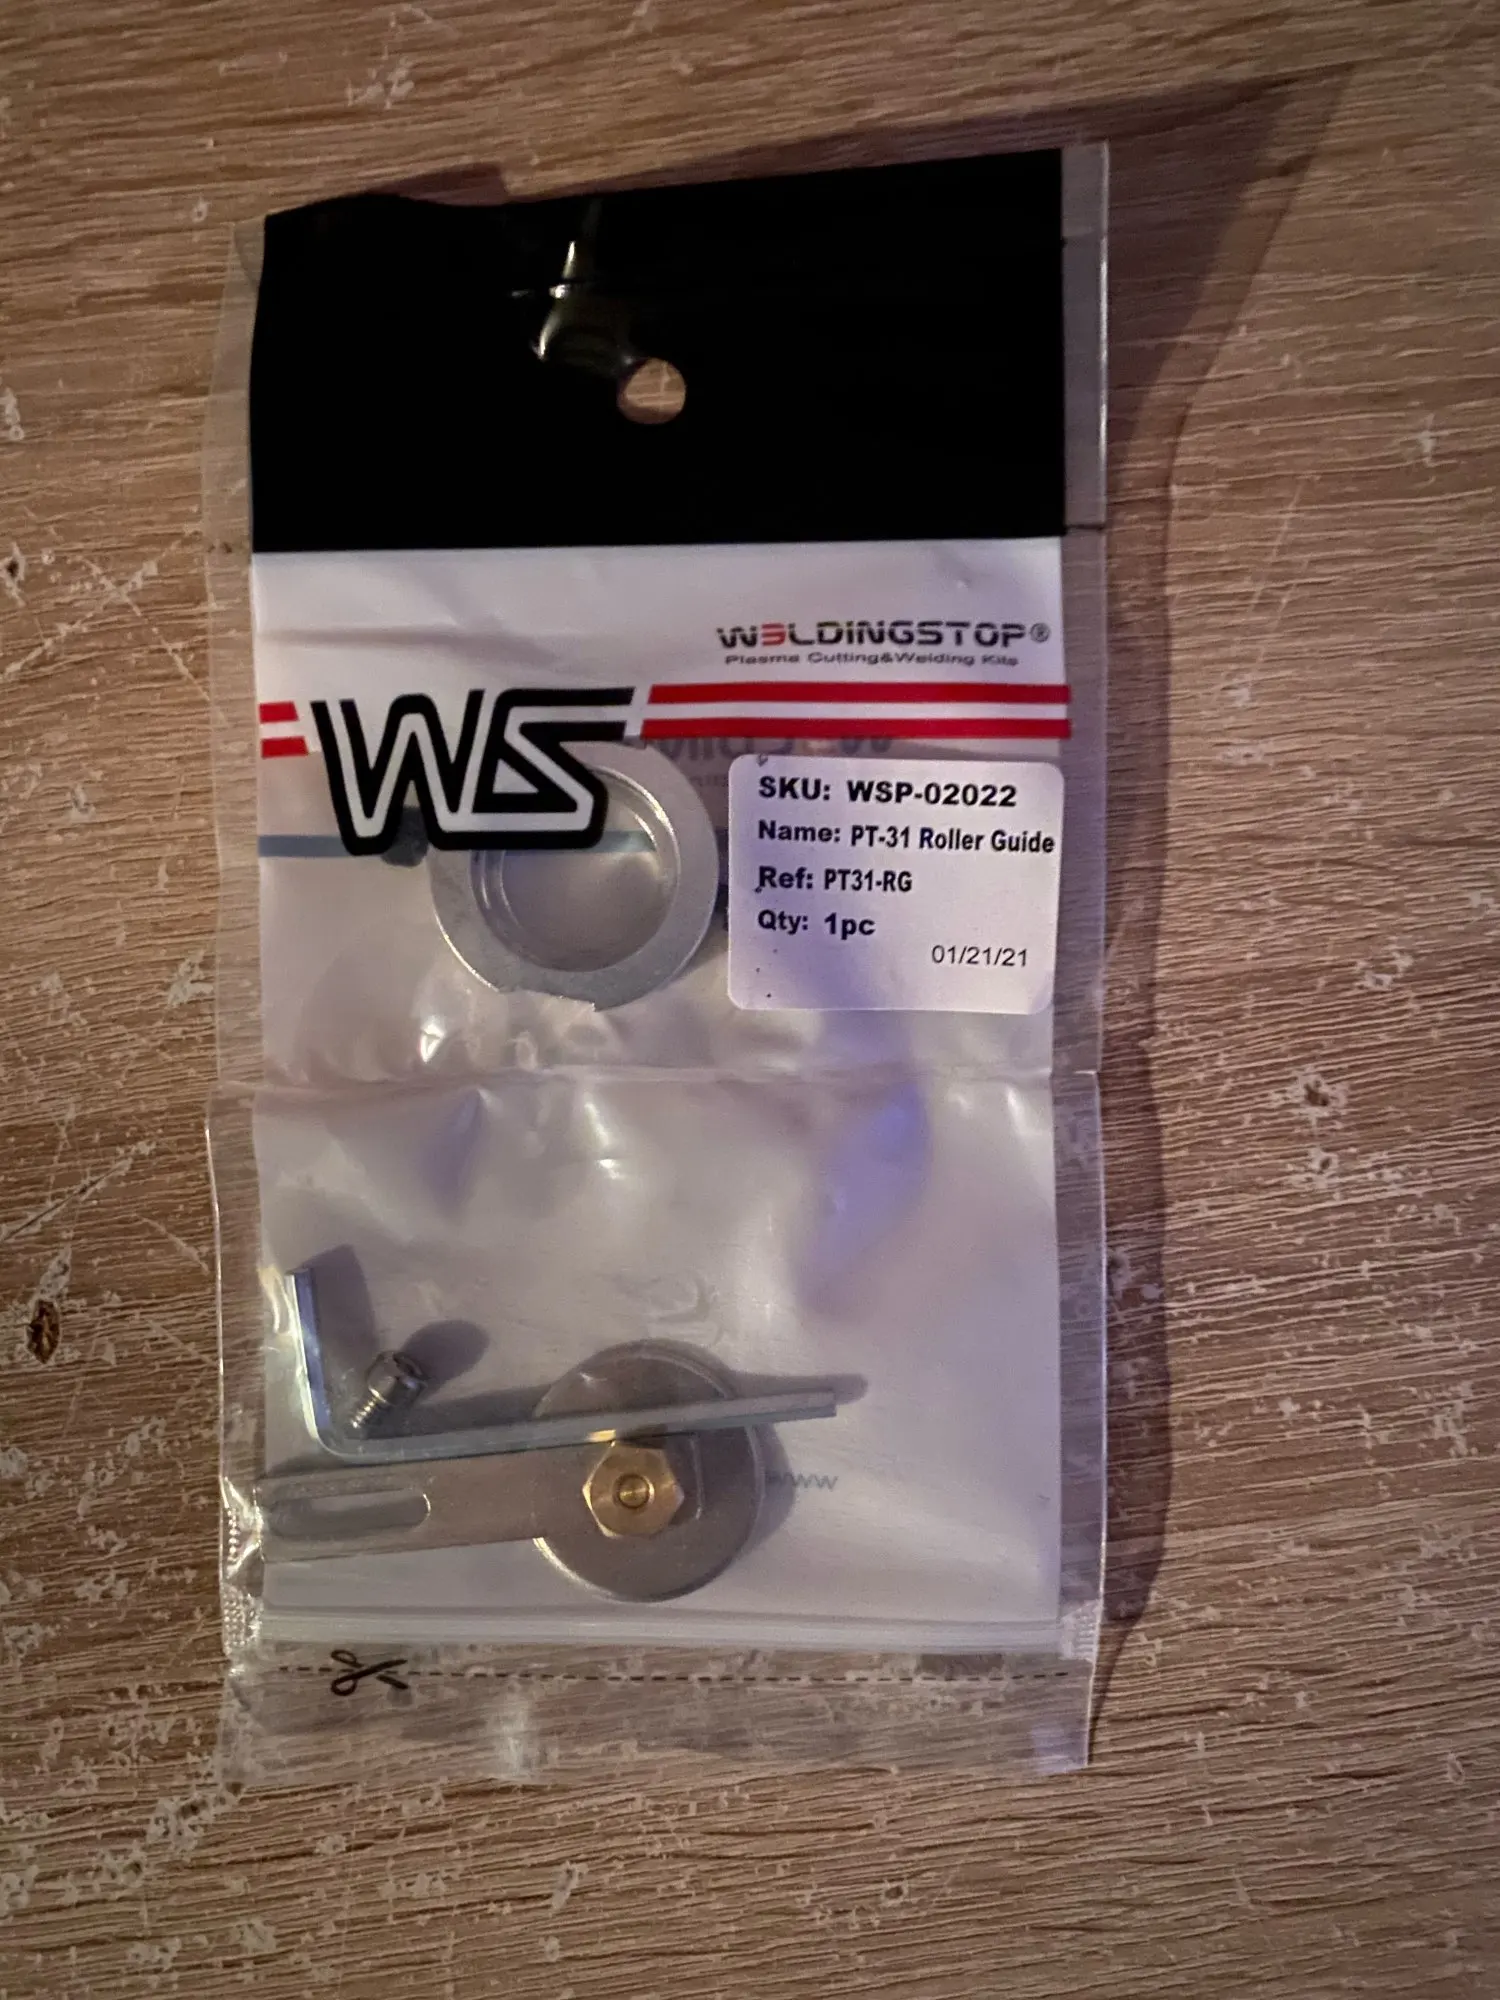 WELDINGSTOP®
Plasma Cutting&Welding Kits
WS
SKU: WSP-02022
Name: PT-31 Roller Guide
Ref: PT31-RG
Qty: 1pc
01/21/21
www